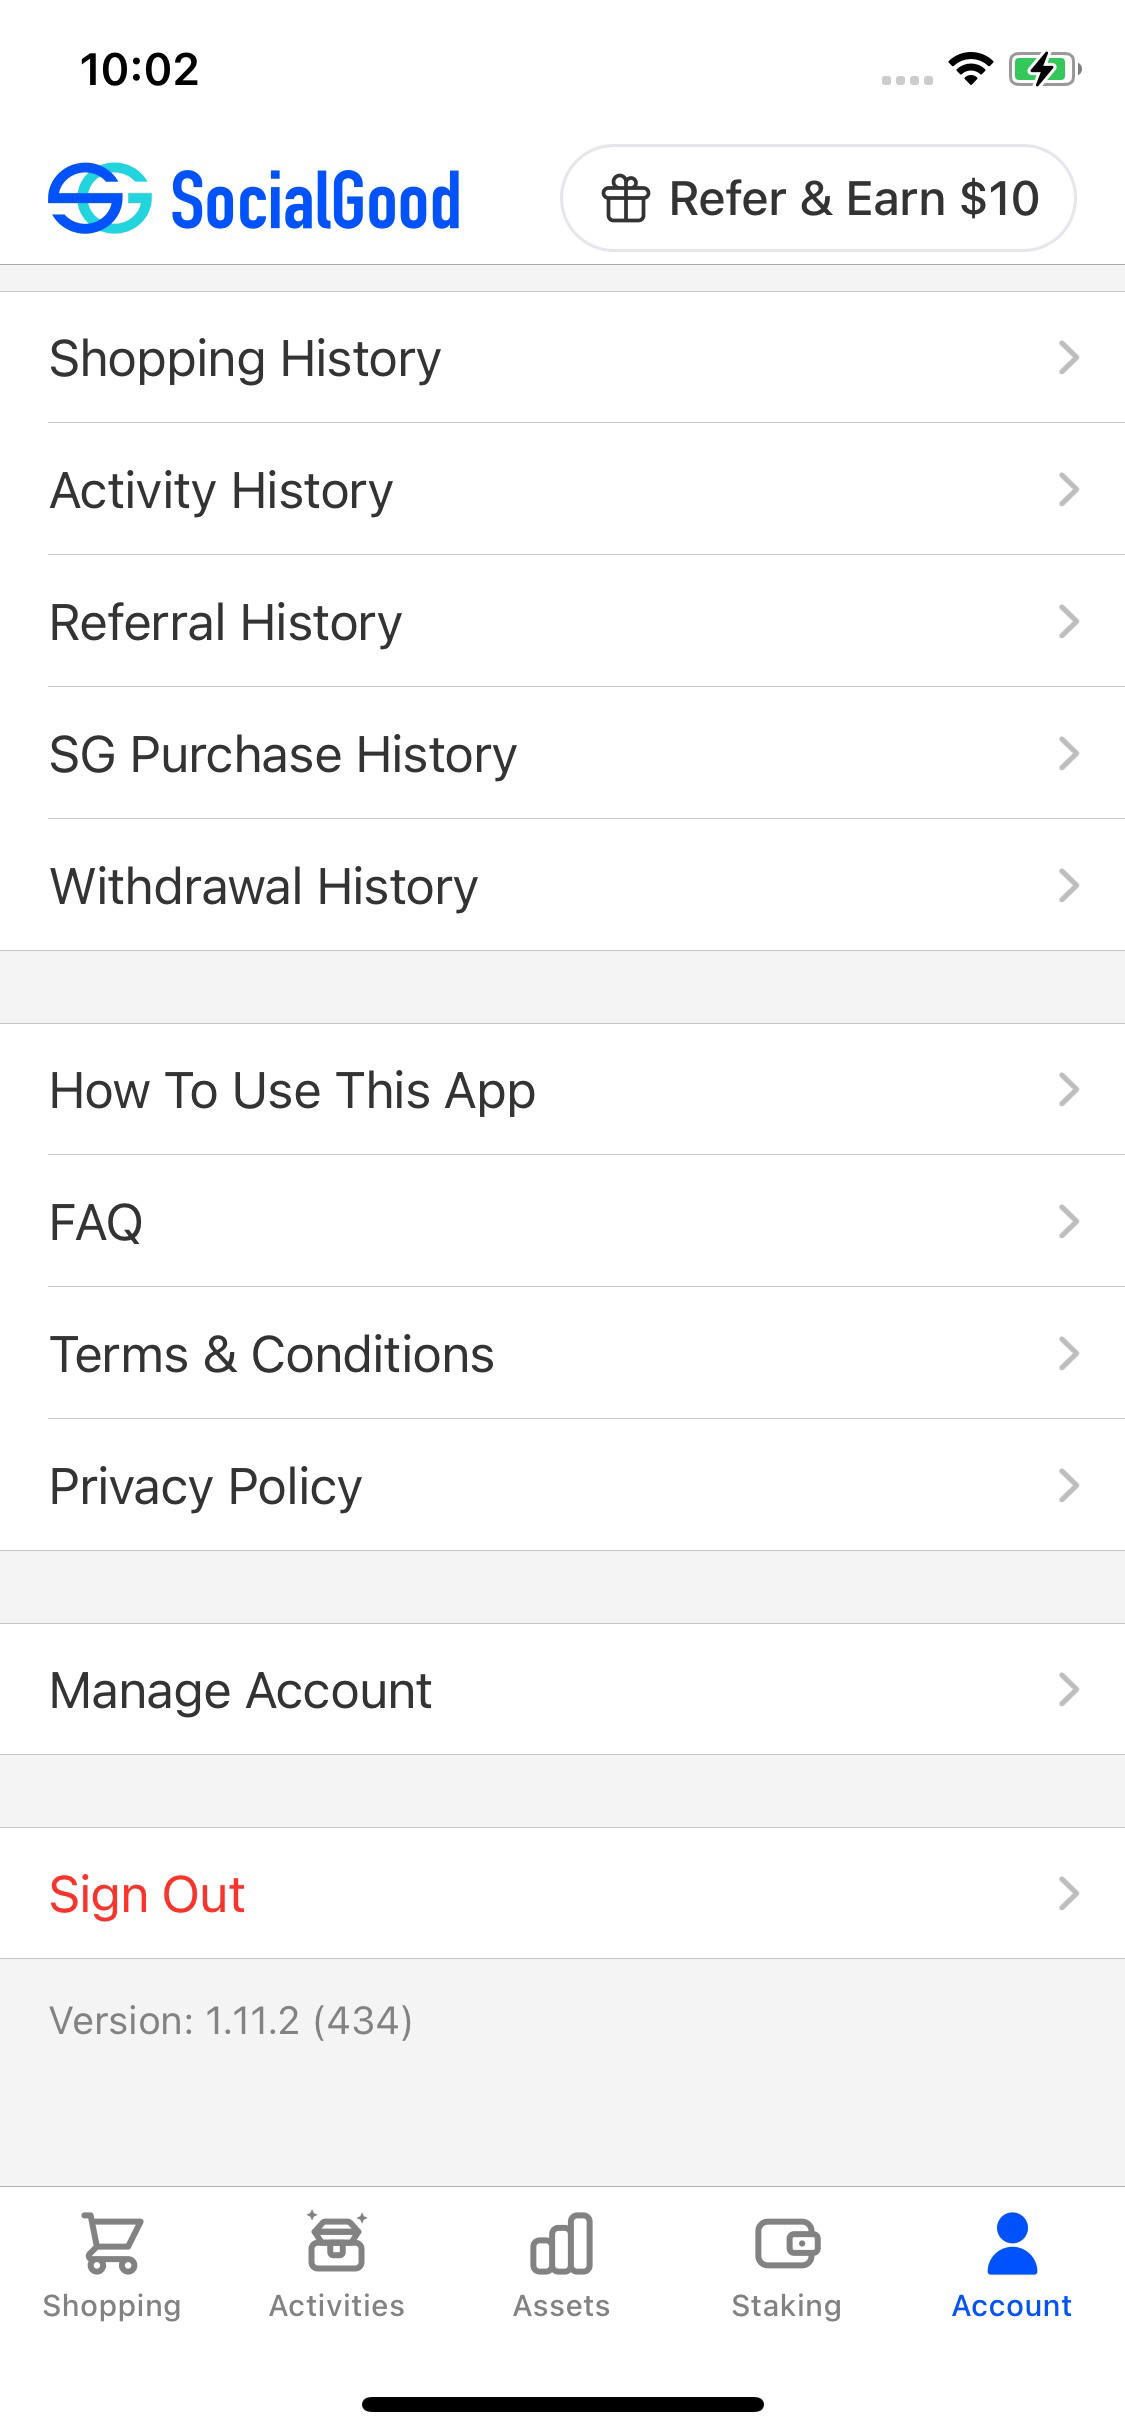 10:02
SocialGood
Refer & Earn $10
Shopping History
Activity History
Referral History
SG Purchase History
Withdrawal History
How To Use This App
FAQ
Terms & Conditions
Privacy Policy
Manage Account
Sign Out
Version: 1.11.2 (434)
Shopping
Activities
Assets
Staking
Account